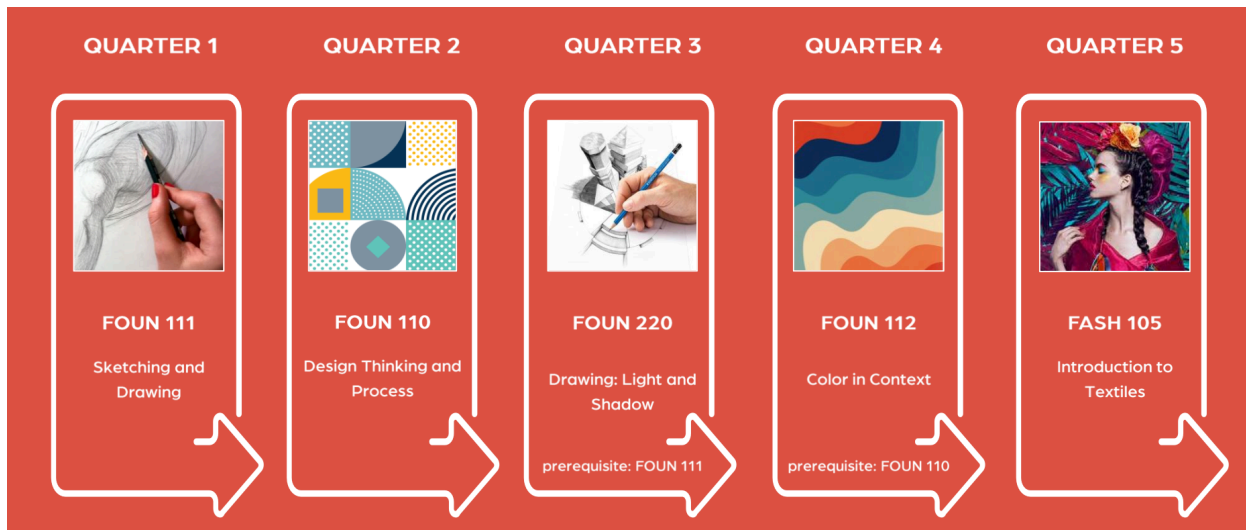 QUARTER 1
QUARTER 2
QUARTER 3
QUARTER 4
QUARTER 5
FOUN 111
Sketching and
Drawing
FOUN 110
Design Thinking and
Process
FOUN 220
Drawing: Light and
Shadow
prerequisite: FOUN 111
FOUN 112
Color in Context
prerequisite: FOUN 110
FASH 105
Introduction to
Textiles